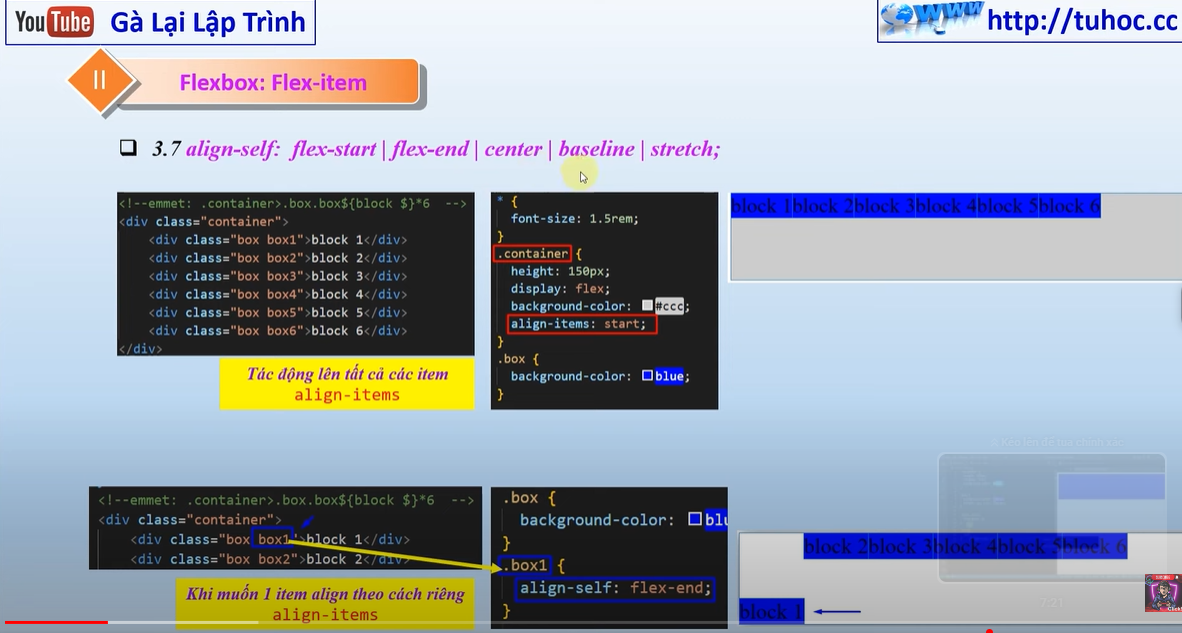 YouTube Gà Lại Lập Trình
www http://tuhoc.cc
II Flexbox: Flex-item
3.7 align-self: flex-start | flex-end | center | baseline | stretch;
<!--emmet: .container>.box.box${block $}*6 -->
<div class="container">
<div class="box box1">block 1</div>
<div class="box box2">block 2</div>
<div class="box box3">block 3</div>
<div class="box box4">block 4</div>
<div class="box box5">block 5</div>
<div class="box box6">block 6</div>
</div>
Tác động lên tất cả các item
align-items
* {
font-size: 1.5rem;
}
.container {
height: 150px;
display: flex;
background-color: #ccc;
align-items: start;
}
.box {
background-color: blue;
}
block 1block 2block 3block 4block 5block 6
Kéo lên để tua chính xác
<!--emmet: .container>.box.box${block $}*6 -->
<div class="container">
<div class="box box1">block 1</div>
<div class="box box2">block 2</div>
Khi muốn 1 item align theo cách riêng
align-items
.box {
background-color: blu
}
.box1 {
align-self: flex-end;
}
block 2block 3block 4block 5block 6
block 1
7:21